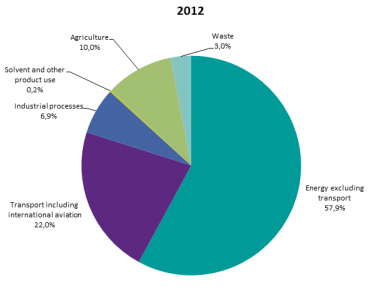 2012
Agriculture
10,0%
Waste
3,0%
Solvent and other
product use
0,2%
Industrial processes
6,9%
Transport including
international aviation
22,0%
Energy excluding
transport
57,9%